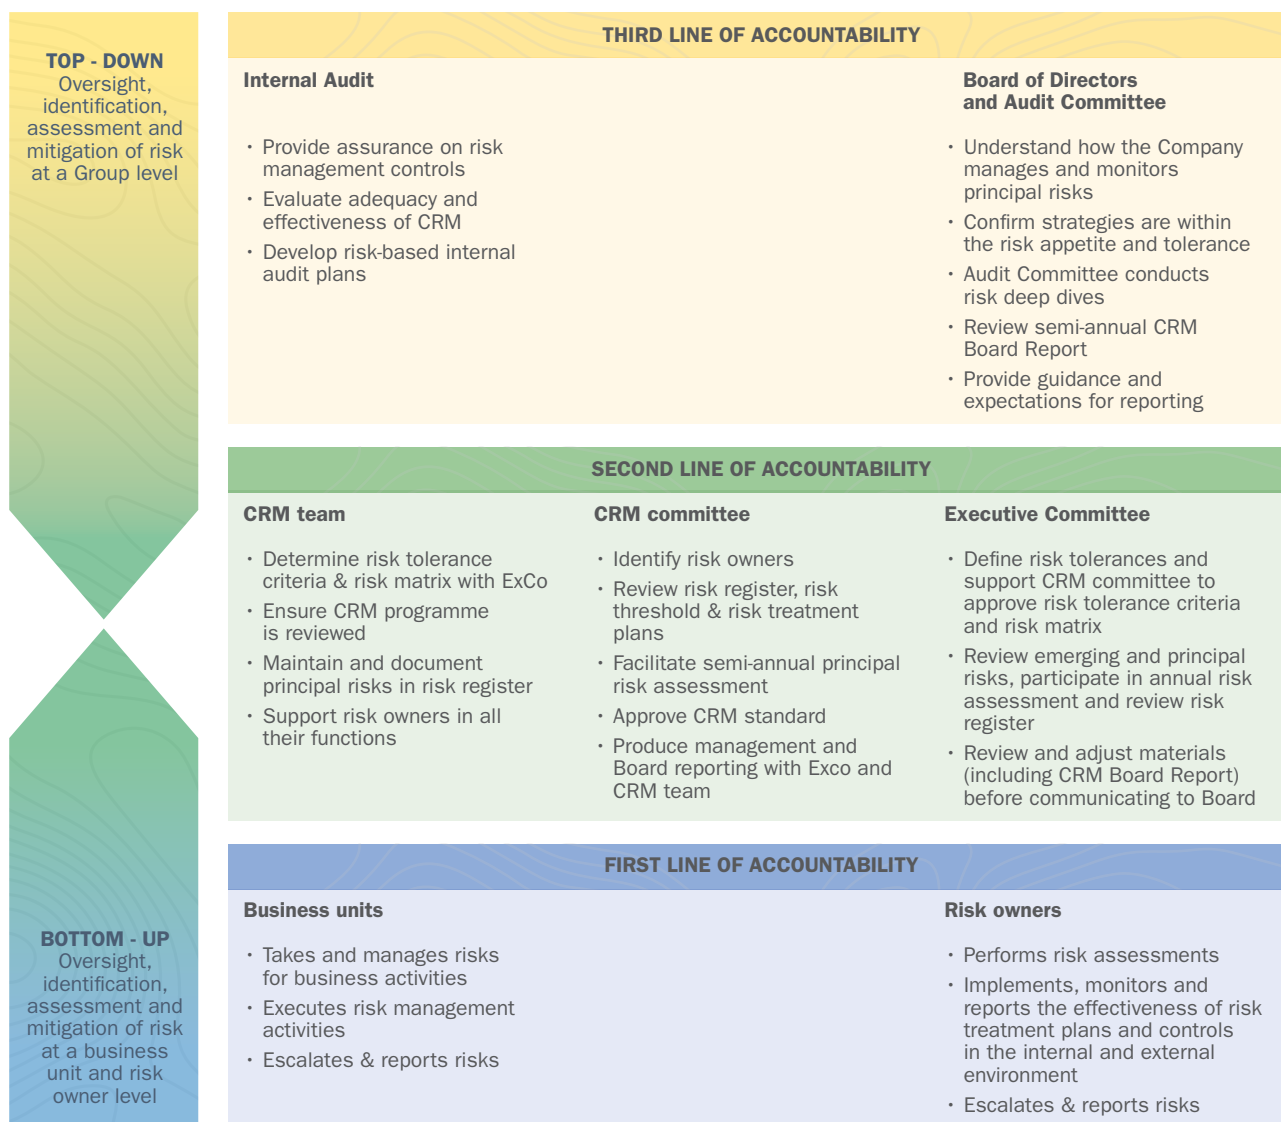 TOP - DOWN
Oversight,
identification,
assessment and
mitigation of risk
at a Group level
THIRD LINE OF ACCOUNTABILITY
Internal Audit
· Provide assurance on risk
management controls
· Evaluate adequacy and
effectiveness of CRM
· Develop risk-based internal
audit plans
Board of Directors
and Audit Committee
· Understand how the Company
manages and monitors
principal risks
· Confirm strategies are within
the risk appetite and tolerance
· Audit Committee conducts
risk deep dives
· Review semi-annual CRM
Board Report
· Provide guidance and
expectations for reporting
SECOND LINE OF ACCOUNTABILITY
CRM team
· Determine risk tolerance
criteria & risk matrix with ExCo
· Ensure CRM programme
is reviewed
· Maintain and document
principal risks in risk register
· Support risk owners in all
their functions
CRM committee
· Identify risk owners
· Review risk register, risk
threshold & risk treatment
plans
· Facilitate semi-annual principal
risk assessment
· Approve CRM standard
· Produce management and
Board reporting with Exco and
CRM team
Executive Committee
· Define risk tolerances and
support CRM committee to
approve risk tolerance criteria
and risk matrix
· Review emerging and principal
risks, participate in annual risk
assessment and review risk
register
· Review and adjust materials
(including CRM Board Report)
before communicating to Board
BOTTOM - UP
Oversight,
identification,
assessment and
mitigation of risk
at a business
unit and risk
owner level
FIRST LINE OF ACCOUNTABILITY
Business units
· Takes and manages risks
for business activities
· Executes risk management
activities
· Escalates & reports risks
Risk owners
· Performs risk assessments
· Implements, monitors and
reports the effectiveness of risk
treatment plans and controls
in the internal and external
environment
· Escalates & reports risks